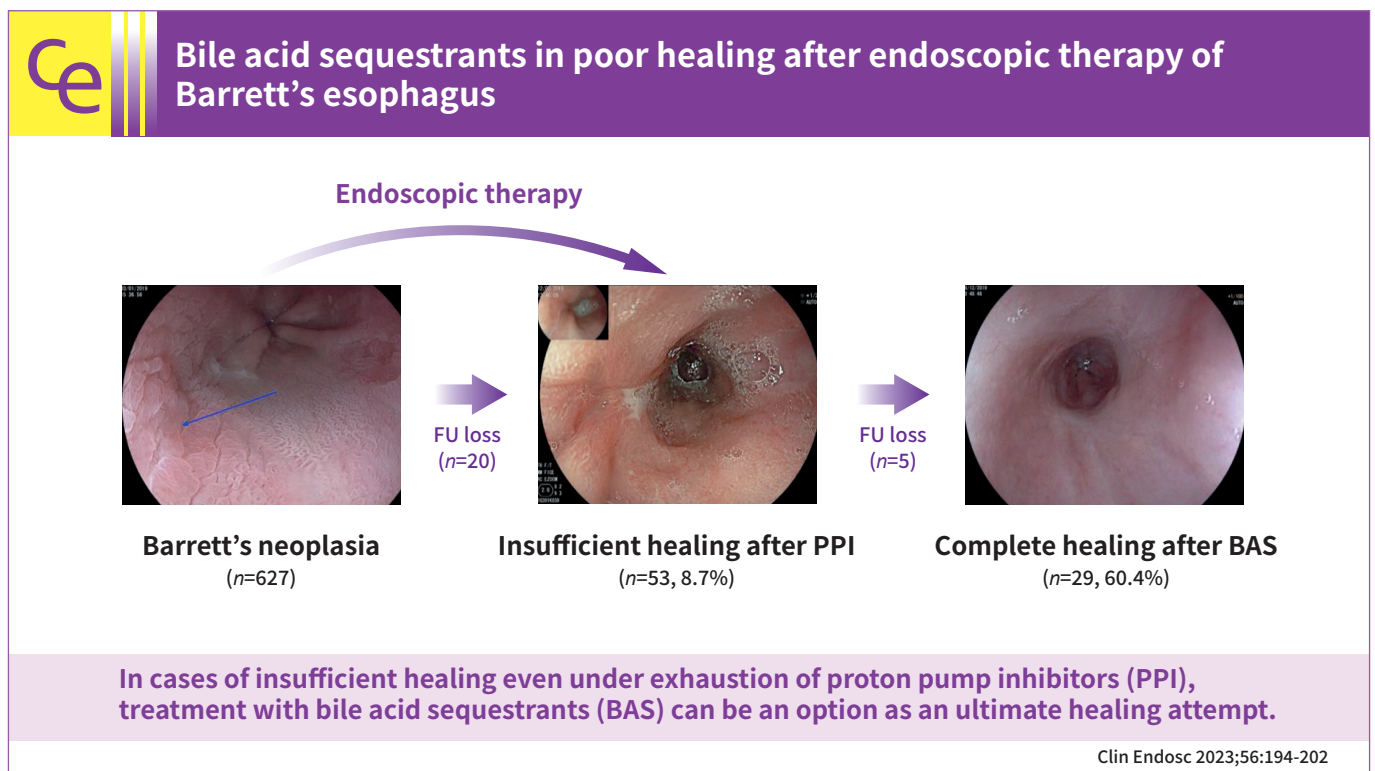 Ce
Bile acid sequestrants in poor healing after endoscopic therapy of
Barrett’s esophagus
Endoscopic therapy
FU loss
(n=20)
FU loss
(n=5)
Barrett’s neoplasia
(n=627)
Insufficient healing after PPI
(n=53, 8.7%)
Complete healing after BAS
(n=29, 60.4%)
In cases of insufficient healing even under exhaustion of proton pump inhibitors (PPI),
treatment with bile acid sequestrants (BAS) can be an option as an ultimate healing attempt.
Clin Endosc 2023;56:194-202